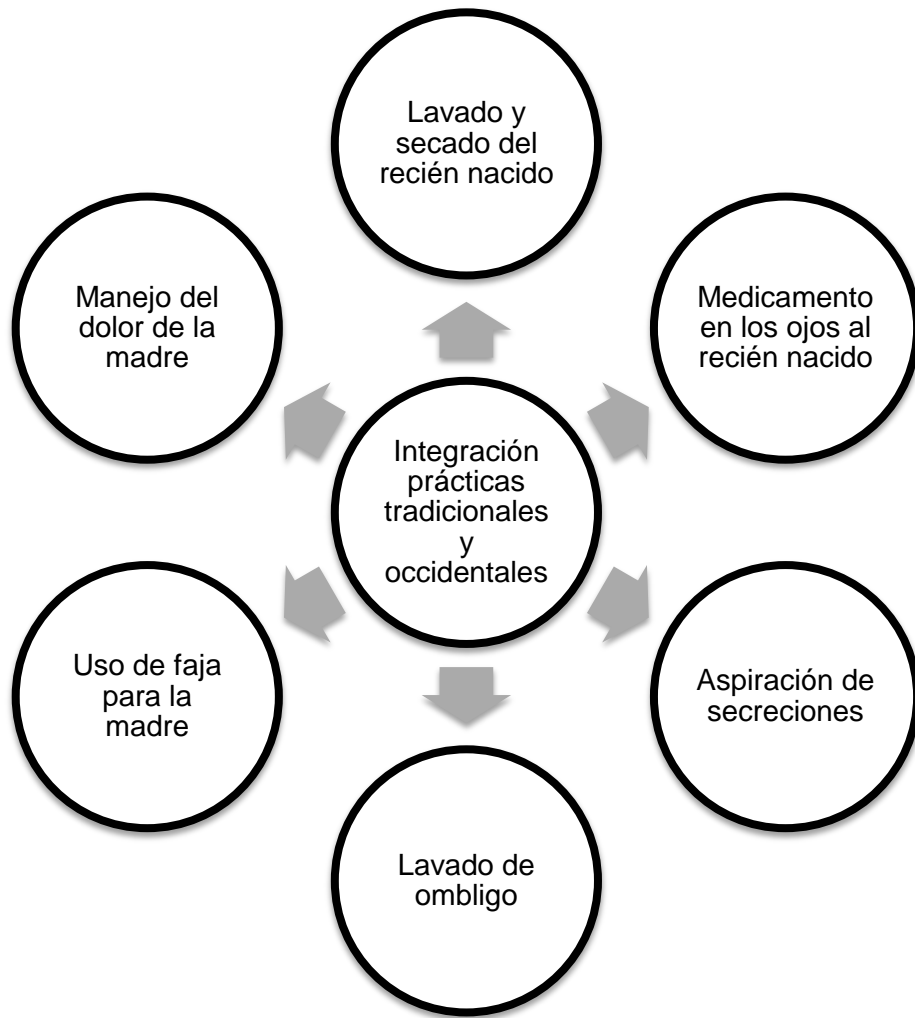 Lavado y
secado del
recién nacido
Manejo del
dolor de la
madre
Medicamento
en los ojos al
recién nacido
Integración
prácticas
tradicionales
y
occidentales
Uso de faja
para la
madre
Aspiración de
secreciones
Lavado de
ombligo